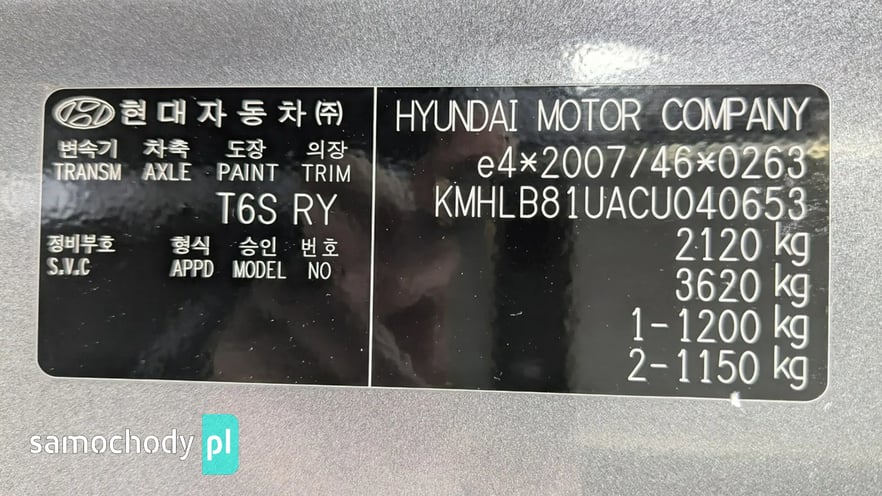 현대자동차㈜
변속기 차축 도장 의장
TRANSM AXLE PAINT TRIM
T6S RY
정비부호 형식 승인 번호
S.V.C APPD MODEL NO
HYUNDAI MOTOR COMPANY
e4*2007/46*0263
KMHLB81UACU040653
2120 kg
3620 kg
1-1200 kg
2-1150 kg
samochody pl